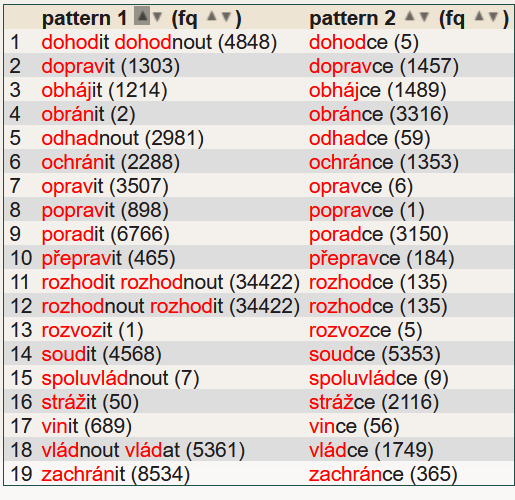 pattern 1 ▲▼ (fq ▲▼) pattern 2 ▲▼ (fq ▲▼)
1 dohodit dohodnout (4848) dohodce (5)
2 dopravit (1303) dopravce (1457)
3 obhájit (1214) obhájce (1489)
4 obránit (2) obránce (3316)
5 odhadnout (2981) odhadce (59)
6 ochránit (2288) ochránce (1353)
7 opravit (3507) opravce (6)
8 popravit (898) popravce (1)
9 poradit (6766) poradce (3150)
10 přepravit (465) přepravce (184)
11 rozhodit rozhodnout (34422) rozhodce (135)
12 rozhodnout rozhodit (34422) rozhodce (135)
13 rozvozit (1) rozvozce (5)
14 soudit (4568) soudce (5353)
15 spoluvládnout (7) spoluvládce (9)
16 strážit (50) strážce (2116)
17 vinit (689) vince (56)
18 vládnout vládat (5361) vládce (1749)
19 zachránit (8534) zachránce (365)